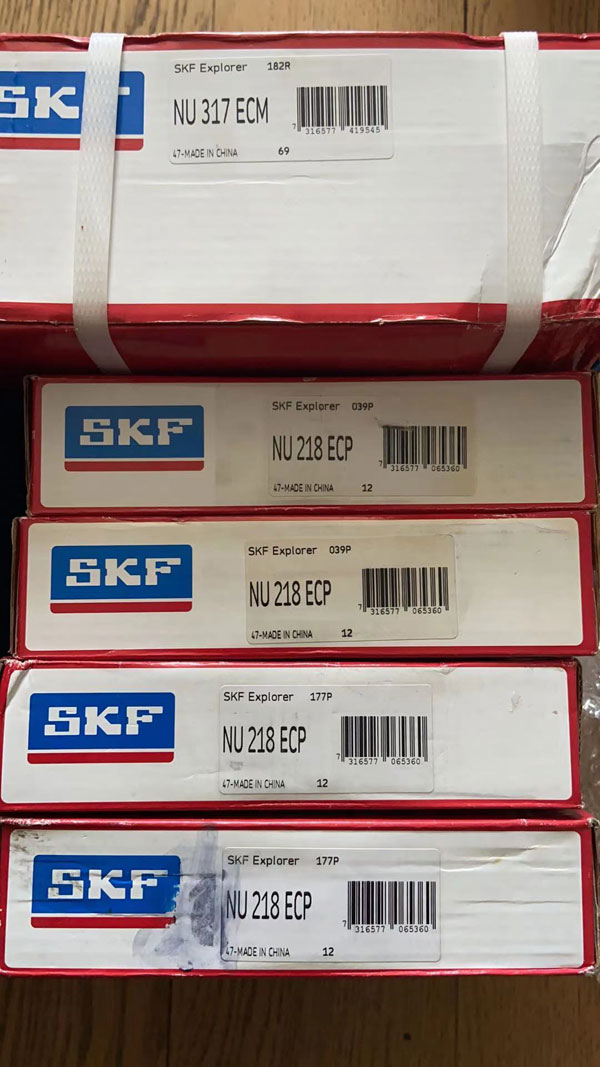 SKF
SKF Explorer 182R
NU 317 ECM
7 316577 419545
47-MADE IN CHINA 69
SKF
SKF Explorer 039P
NU 218 ECP
7 316577 065360
47-MADE IN CHINA 12
SKF
SKF Explorer 039P
NU 218 ECP
7 316577 065360
47-MADE IN CHINA 12
SKF
SKF Explorer 177P
NU 218 ECP
7 316577 065360
47-MADE IN CHINA 12
SKF
SKF Explorer 177P
NU 218 ECP
7 316577 065360
47-MADE IN CHINA 12